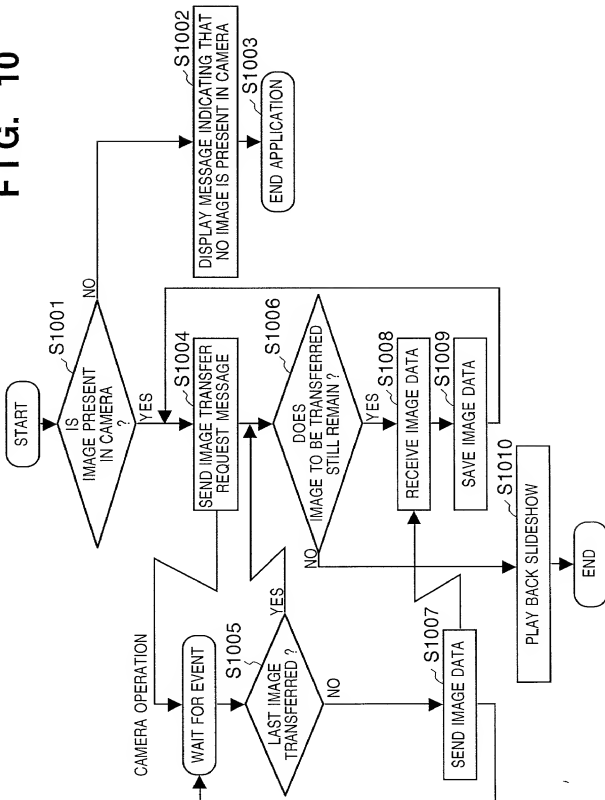 FIG. 10
START
S1001
IS
IMAGE PRESENT
IN CAMERA
?
NO
YES
S1002
DISPLAY MESSAGE INDICATING THAT
NO IMAGE IS PRESENT IN CAMERA
S1003
END APPLICATION
S1004
SEND IMAGE TRANSFER
REQUEST MESSAGE
CAMERA OPERATION
WAIT FOR EVENT
S1005
LAST IMAGE
TRANSFERRED ?
YES
NO
S1006
DOES
IMAGE TO BE TRANSFERRED
STILL REMAIN ?
NO
YES
S1007
SEND IMAGE DATA
S1008
RECEIVE IMAGE DATA
S1009
SAVE IMAGE DATA
S1010
PLAY BACK SLIDESHOW
END